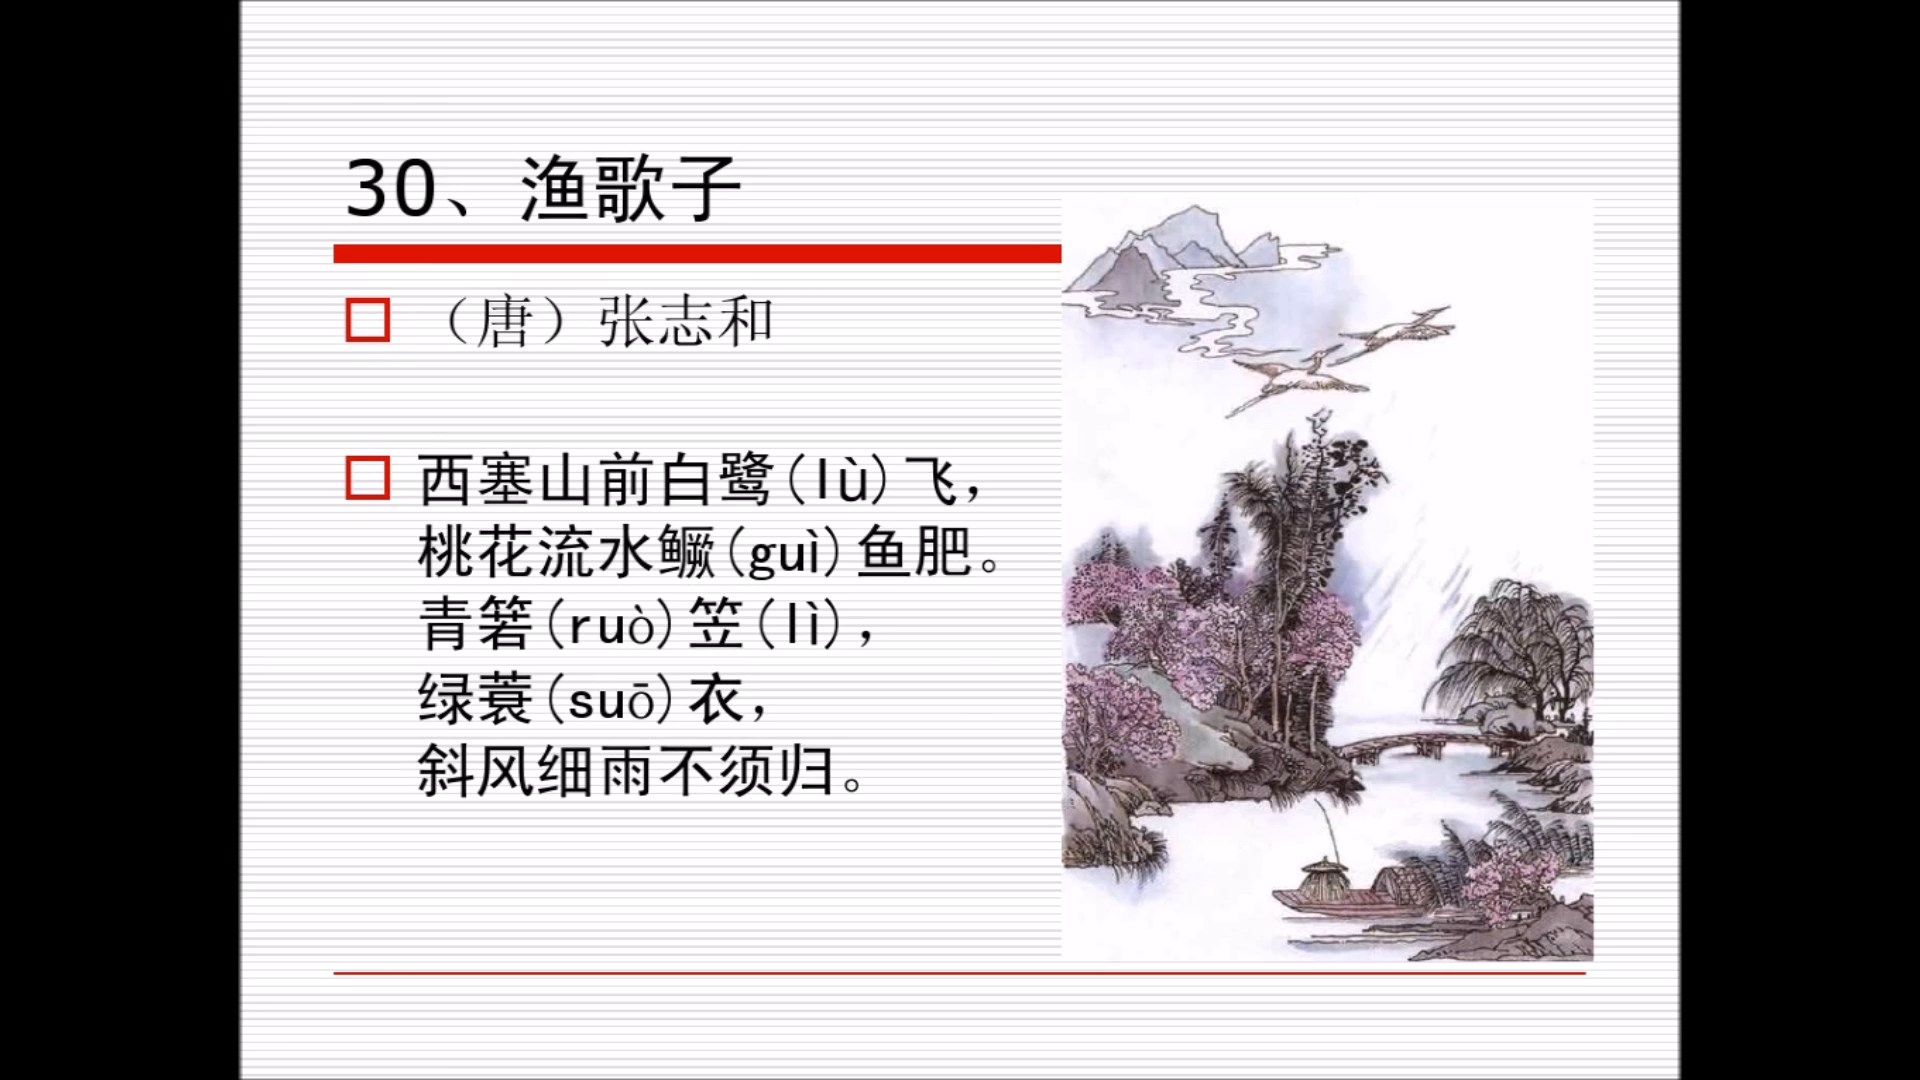 30、渔歌子
（唐）张志和
西塞山前白鹭(lù)飞，
桃花流水鳜(guì)鱼肥。
青箬(ruò)笠(lì)，
绿蓑(suō)衣，
斜风细雨不须归。